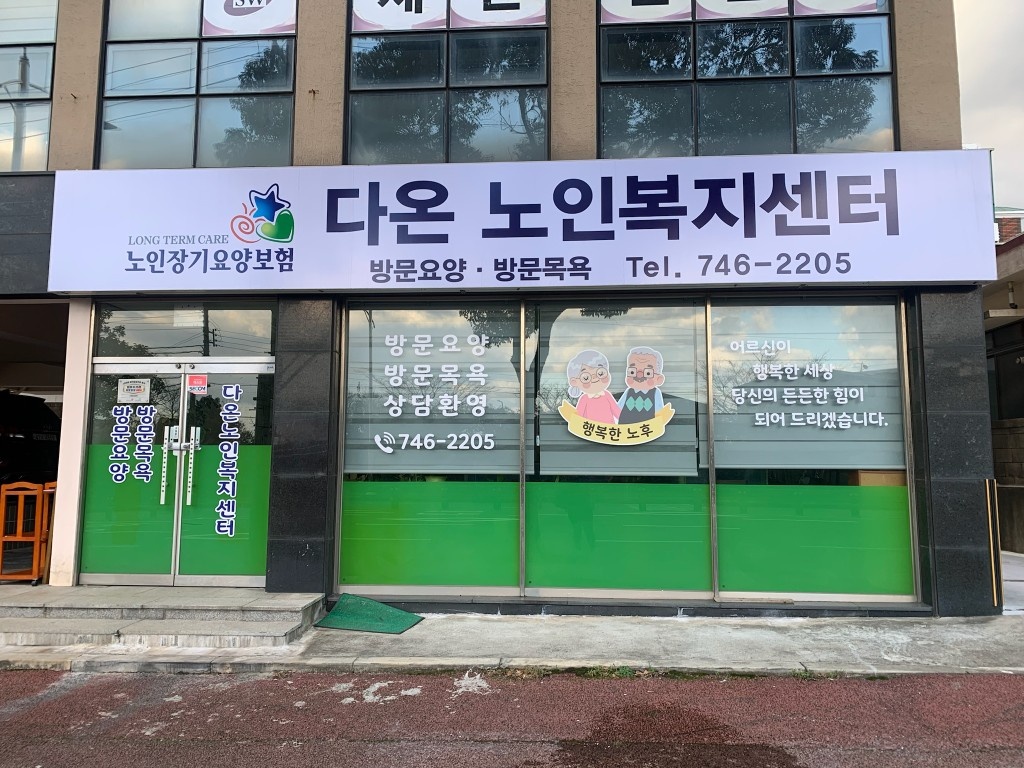 SW
LONG TERM CARE
노인장기요양보험
다온 노인복지센터
방문요양 · 방문목욕 Tel. 746-2205
방문요양
방문목욕
다온노인복지센터
방문요양
방문목욕
상담환영
746-2205
행복한 노후
어르신이
행복한 세상
당신의 든든한 힘이
되어 드리겠습니다.